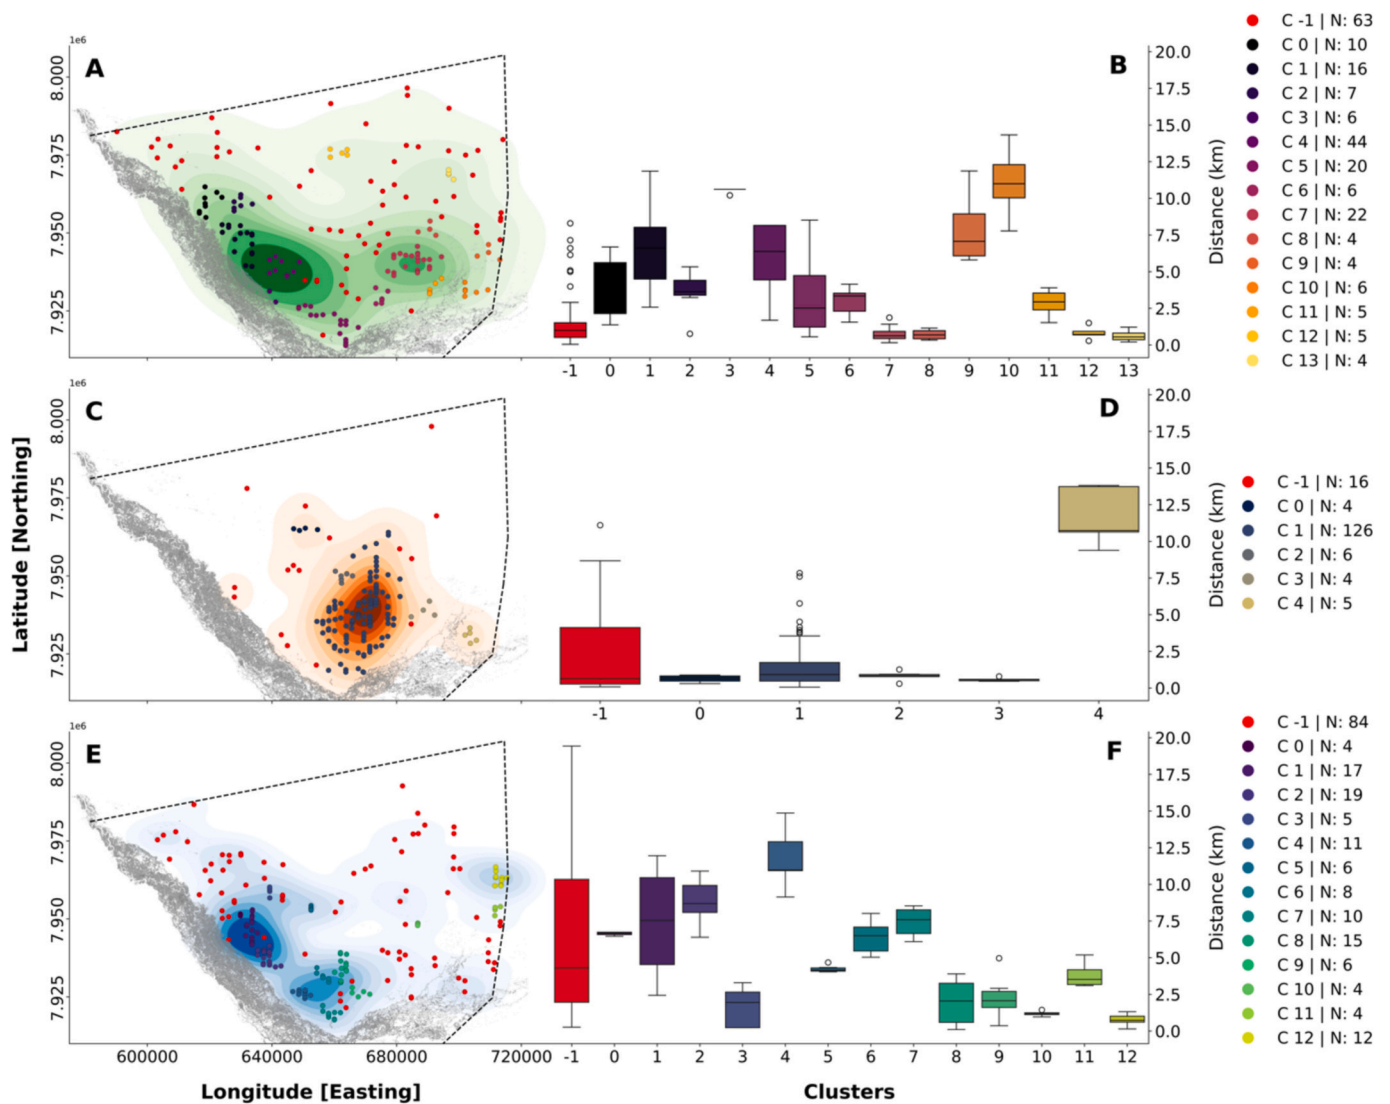 1e6
A
8.000
7.975
7.950
7.925
B
20.0
17.5
15.0
12.5
10.0
7.5
5.0
2.5
0.0
Distance (km)
-1 0 1 2 3 4 5 6 7 8 9 10 11 12 13
C -1 | N: 63
C 0 | N: 10
C 1 | N: 16
C 2 | N: 7
C 3 | N: 6
C 4 | N: 44
C 5 | N: 20
C 6 | N: 6
C 7 | N: 22
C 8 | N: 4
C 9 | N: 4
C 10 | N: 6
C 11 | N: 5
C 12 | N: 5
C 13 | N: 4
1e6
C
8.000
7.975
7.950
7.925
Latitude [Northing]
D
20.0
17.5
15.0
12.5
10.0
7.5
5.0
2.5
0.0
Distance (km)
-1 0 1 2 3 4
C -1 | N: 16
C 0 | N: 4
C 1 | N: 126
C 2 | N: 6
C 3 | N: 4
C 4 | N: 5
1e6
E
8.000
7.975
7.950
7.925
600000 640000 680000 720000
Longitude [Easting]
F
20.0
17.5
15.0
12.5
10.0
7.5
5.0
2.5
0.0
Distance (km)
-1 0 1 2 3 4 5 6 7 8 9 10 11 12
Clusters
C -1 | N: 84
C 0 | N: 4
C 1 | N: 17
C 2 | N: 19
C 3 | N: 5
C 4 | N: 11
C 5 | N: 6
C 6 | N: 8
C 7 | N: 10
C 8 | N: 15
C 9 | N: 6
C 10 | N: 4
C 11 | N: 4
C 12 | N: 12